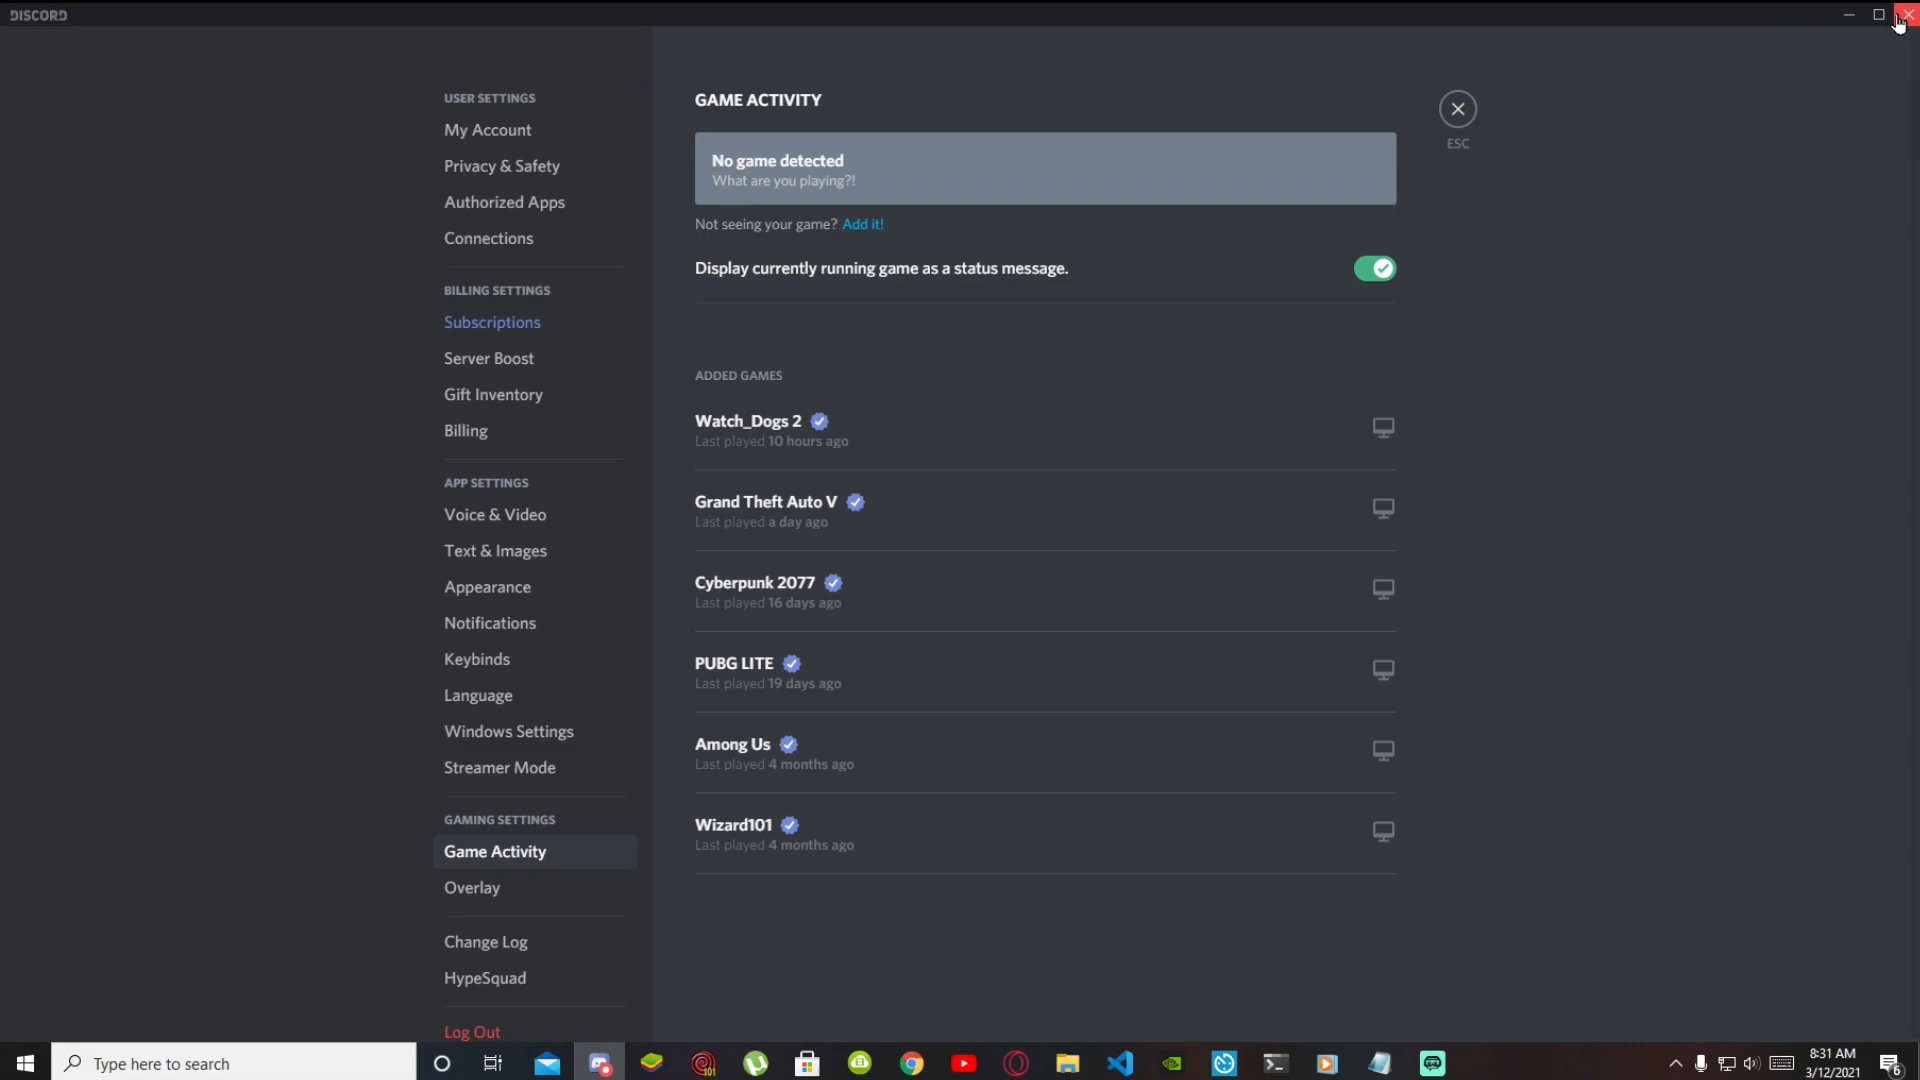 DISCORD
USER SETTINGS
My Account
Privacy & Safety
Authorized Apps
Connections
BILLING SETTINGS
Subscriptions
Server Boost
Gift Inventory
Billing
APP SETTINGS
Voice & Video
Text & Images
Appearance
Notifications
Keybinds
Language
Windows Settings
Streamer Mode
GAMING SETTINGS
Game Activity
Overlay
Change Log
HypeSquad
Log Out
GAME ACTIVITY
No game detected
What are you playing?!
Not seeing your game? Add it!
Display currently running game as a status message.
ADDED GAMES
Watch_Dogs 2
Last played 10 hours ago
Grand Theft Auto V
Last played a day ago
Cyberpunk 2077
Last played 16 days ago
PUBG LITE
Last played 19 days ago
Among Us
Last played 4 months ago
Wizard101
Last played 4 months ago
ESC
Type here to search
101
8:31 AM
3/12/2021
6